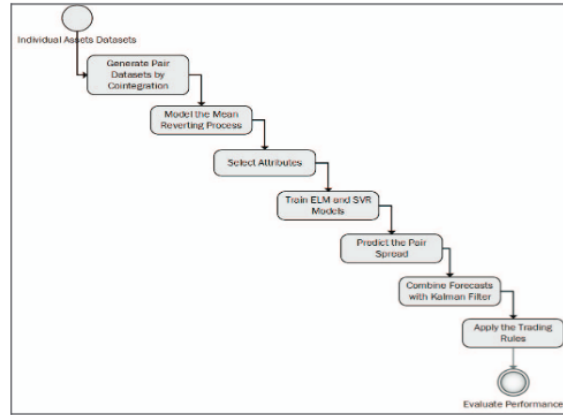 Individual Assets Datasets
Generate Pair
Datasets by
Cointegration
Model the Mean
Reverting Process
Select Attributes
Train ELM and SVR
Models
Predict the Pair
Spread
Combine Forecasts
with Kalman Filter
Apply the Trading
Rules
Evaluate Performance